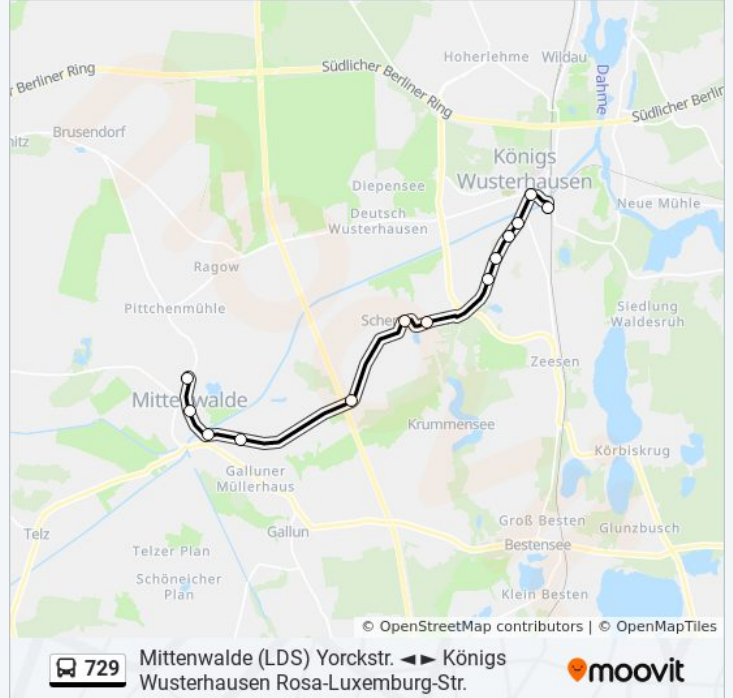 Hoherlehme Wildau
r Berliner Ring
Südlicher Berliner Ring
Dahme
Südlicher Berlin
nitz
Brusendorf
Königs
Wusterhausen
Diepensee
Neue Mühle
Deutsch
Wusterhausen
Ragow
Pittchenmühle
Siedlung
Waldesruh
Schen
Zeesen
Mittenwalde
Krummensee
Körbiskrug
Galluner
Müllerhaus
Groß Besten
Glunzbusch
Telz
Gallun
Bestensee
Telzer Plan
Schöneicher
Plan
Klein Besten
© OpenStreetMap contributors | © OpenMapTiles
729
Mittenwalde (LDS) Yorckstr. ◄► Königs
Wusterhausen Rosa-Luxemburg-Str.
moovit